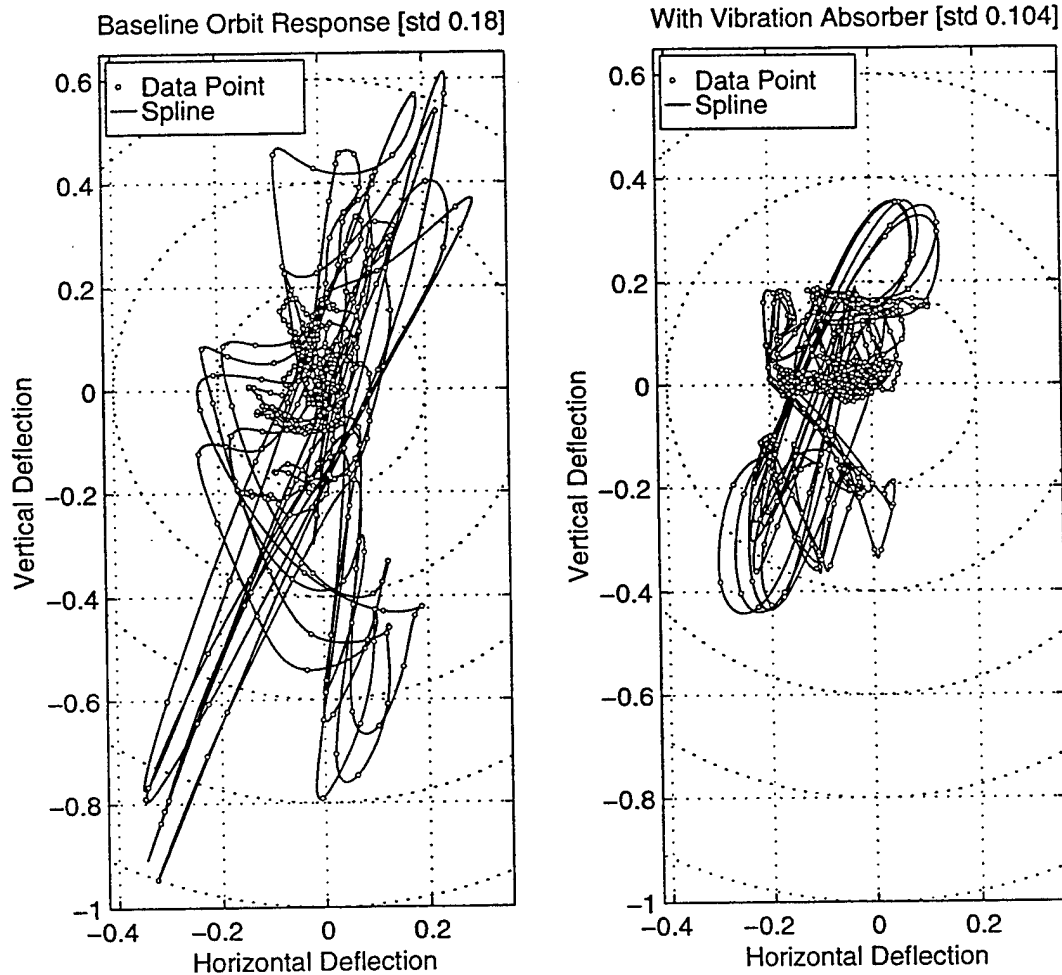 Baseline Orbit Response [std 0.18]
Data Point
Spline
0.6
0.4
0.2
0
−0.2
−0.4
−0.6
−0.8
−1
−0.4
−0.2
0
0.2
Vertical Deflection
Horizontal Deflection
With Vibration Absorber [std 0.104]
Data Point
Spline
0.6
0.4
0.2
0
−0.2
−0.4
−0.6
−0.8
−1
−0.4
−0.2
0
0.2
Vertical Deflection
Horizontal Deflection